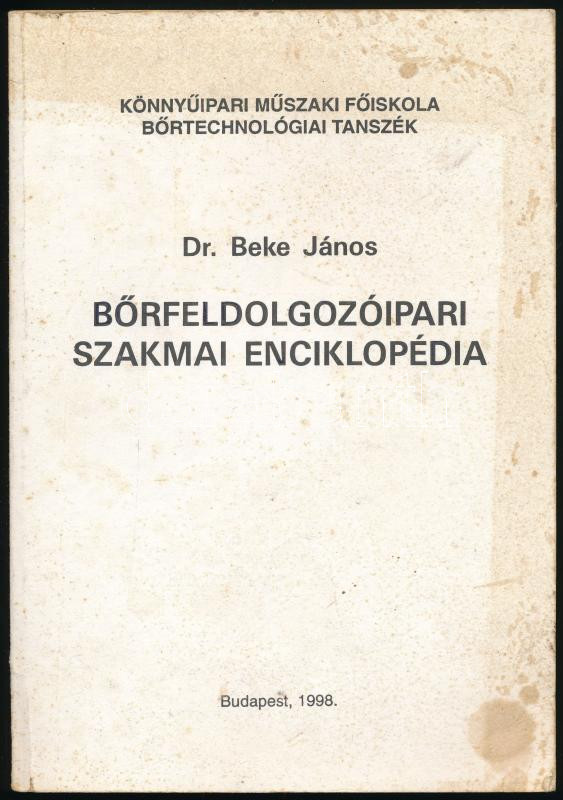 KÖNNYŰIPARI MŰSZAKI FŐISKOLA
BŐRTECHNOLÓGIAI TANSZÉK
Dr. Beke János
BŐRFELDOLGOZÓIPARI
SZAKMAI ENCIKLOPÉDIA
Budapest, 1998.